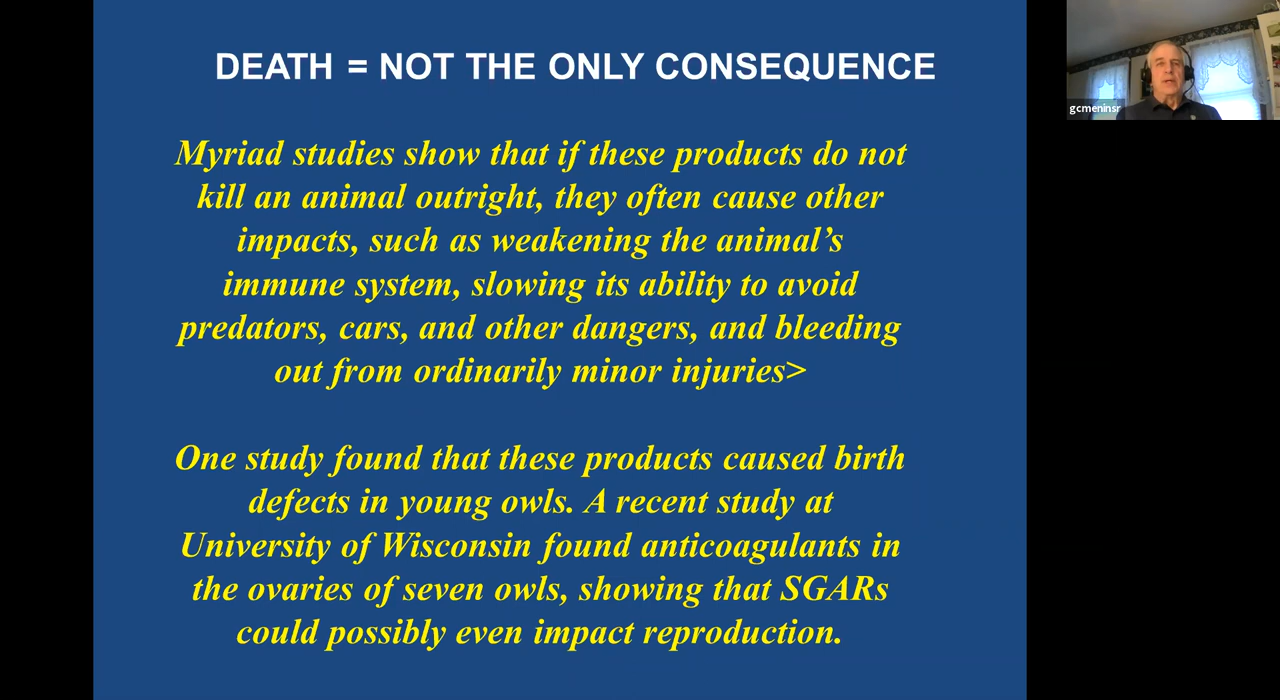 DEATH = NOT THE ONLY CONSEQUENCE
Myriad studies show that if these products do not
kill an animal outright, they often cause other
impacts, such as weakening the animal’s
immune system, slowing its ability to avoid
predators, cars, and other dangers, and bleeding
out from ordinarily minor injuries>
One study found that these products caused birth
defects in young owls. A recent study at
University of Wisconsin found anticoagulants in
the ovaries of seven owls, showing that SGARs
could possibly even impact reproduction.
gcmeninsr